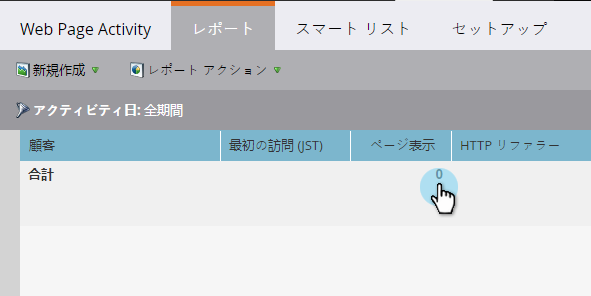 Web Page Activity レポート スマート リスト セットアップ
新規作成 レポート アクション
アクティビティ日: 全期間
顧客 最初の訪問 (JST) ページ表示 HTTP リファラー
合計 0